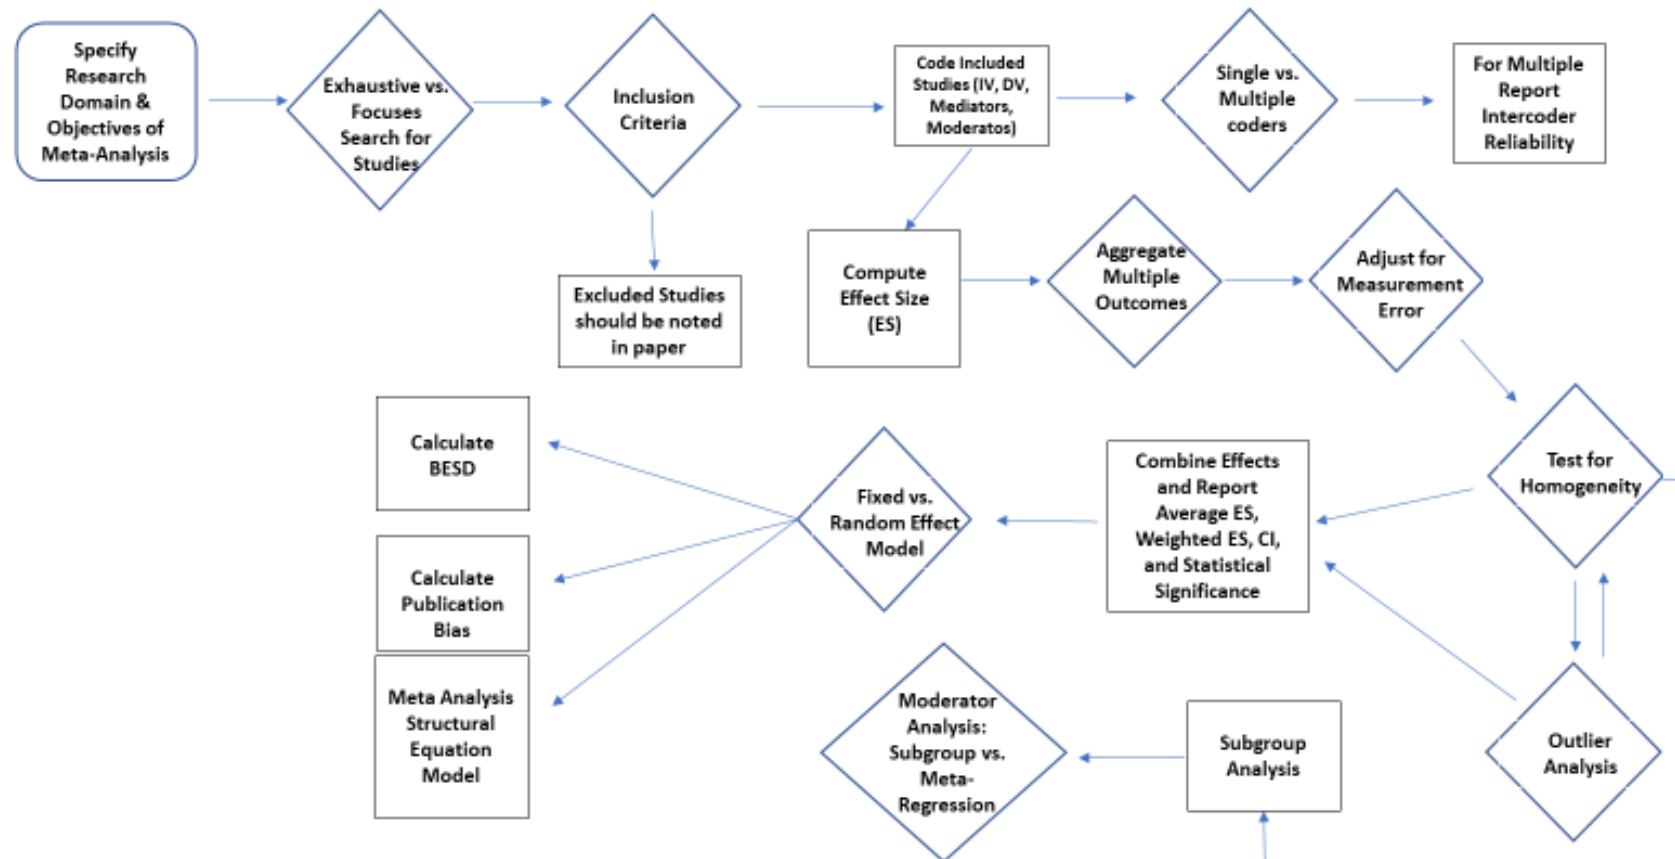 Specify
Research
Domain &
Objectives of
Meta-Analysis
Exhaustive vs.
Focuses
Search for
Studies
Inclusion
Criteria
Code Included
Studies (IV, DV,
Mediators,
Moderatos)
Single vs.
Multiple
coders
For Multiple
Report
Intercoder
Reliability
Excluded Studies
should be noted
in paper
Compute
Effect Size
(ES)
Aggregate
Multiple
Outcomes
Adjust for
Measurement
Error
Test for
Homogeneity
Combine Effects
and Report
Average ES,
Weighted ES, CI,
and Statistical
Significance
Fixed vs.
Random Effect
Model
Calculate
BESD
Calculate
Publication
Bias
Meta Analysis
Structural
Equation
Model
Moderator
Analysis:
Subgroup vs.
Meta-
Regression
Subgroup
Analysis
Outlier
Analysis